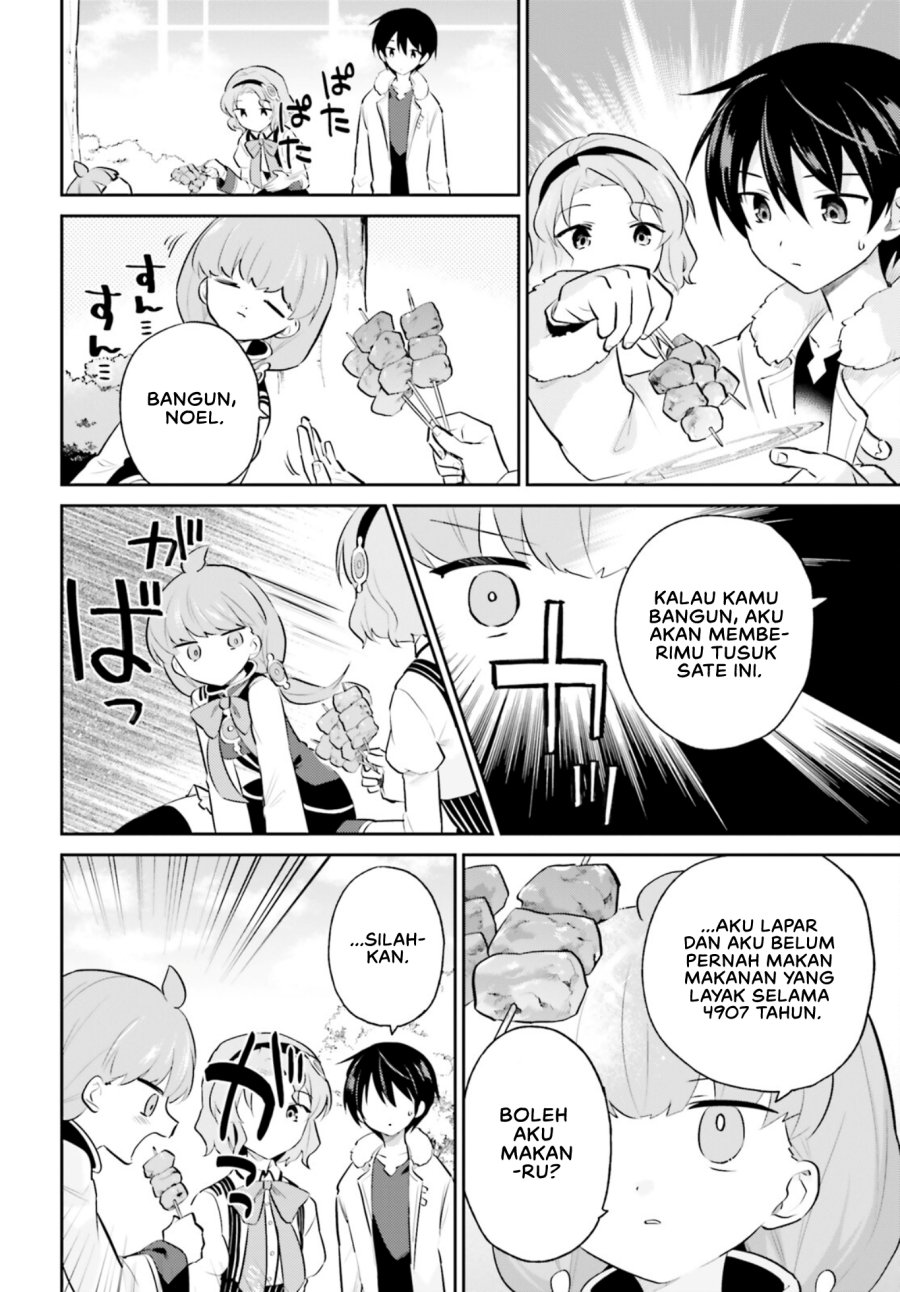 ぱた
ぱた
BANGUN,
NOEL.
すん
すん
KALAU KAMU
BANGUN, AKU
AKAN MEMBE-
RIMU TUSUK
SATE INI.
カッ
がばっ
...AKU LAPAR
DAN AKU BELUM
PERNAH MAKAN
MAKANAN YANG
LAYAK SELAMA
4907 TAHUN.
BOLEH
AKU
MAKAN
-RU?
...SILAH-
KAN.
がっ